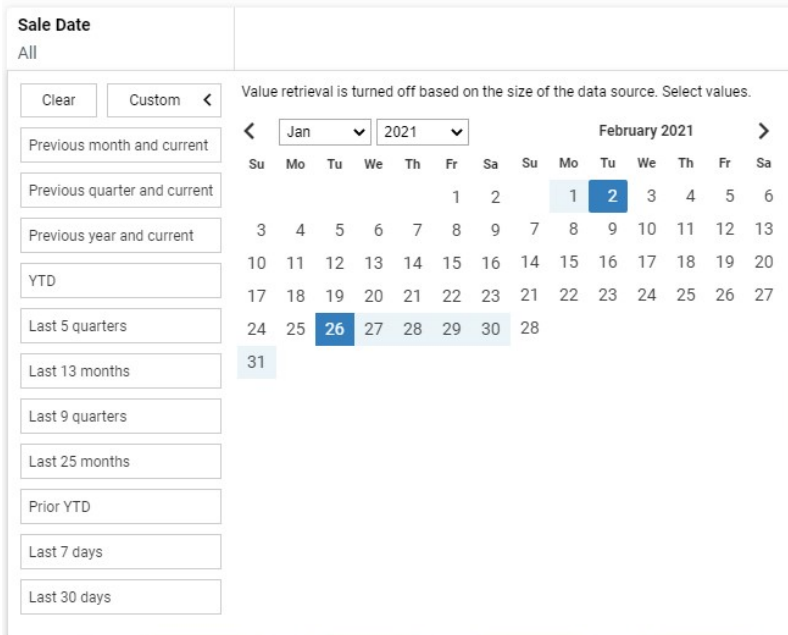 Sale Date
All
Clear
Custom
Previous month and current
Previous quarter and current
Previous year and current
YTD
Last 5 quarters
Last 13 months
Last 9 quarters
Last 25 months
Prior YTD
Last 7 days
Last 30 days
Value retrieval is turned off based on the size of the data source. Select values.
Jan 2021
Su Mo Tu We Th Fr Sa
1 2
3 4 5 6 7 8 9
10 11 12 13 14 15 16
17 18 19 20 21 22 23
24 25 26 27 28 29 30
31
February 2021
Su Mo Tu We Th Fr Sa
1 2 3 4 5 6
7 8 9 10 11 12 13
14 15 16 17 18 19 20
21 22 23 24 25 26 27
28